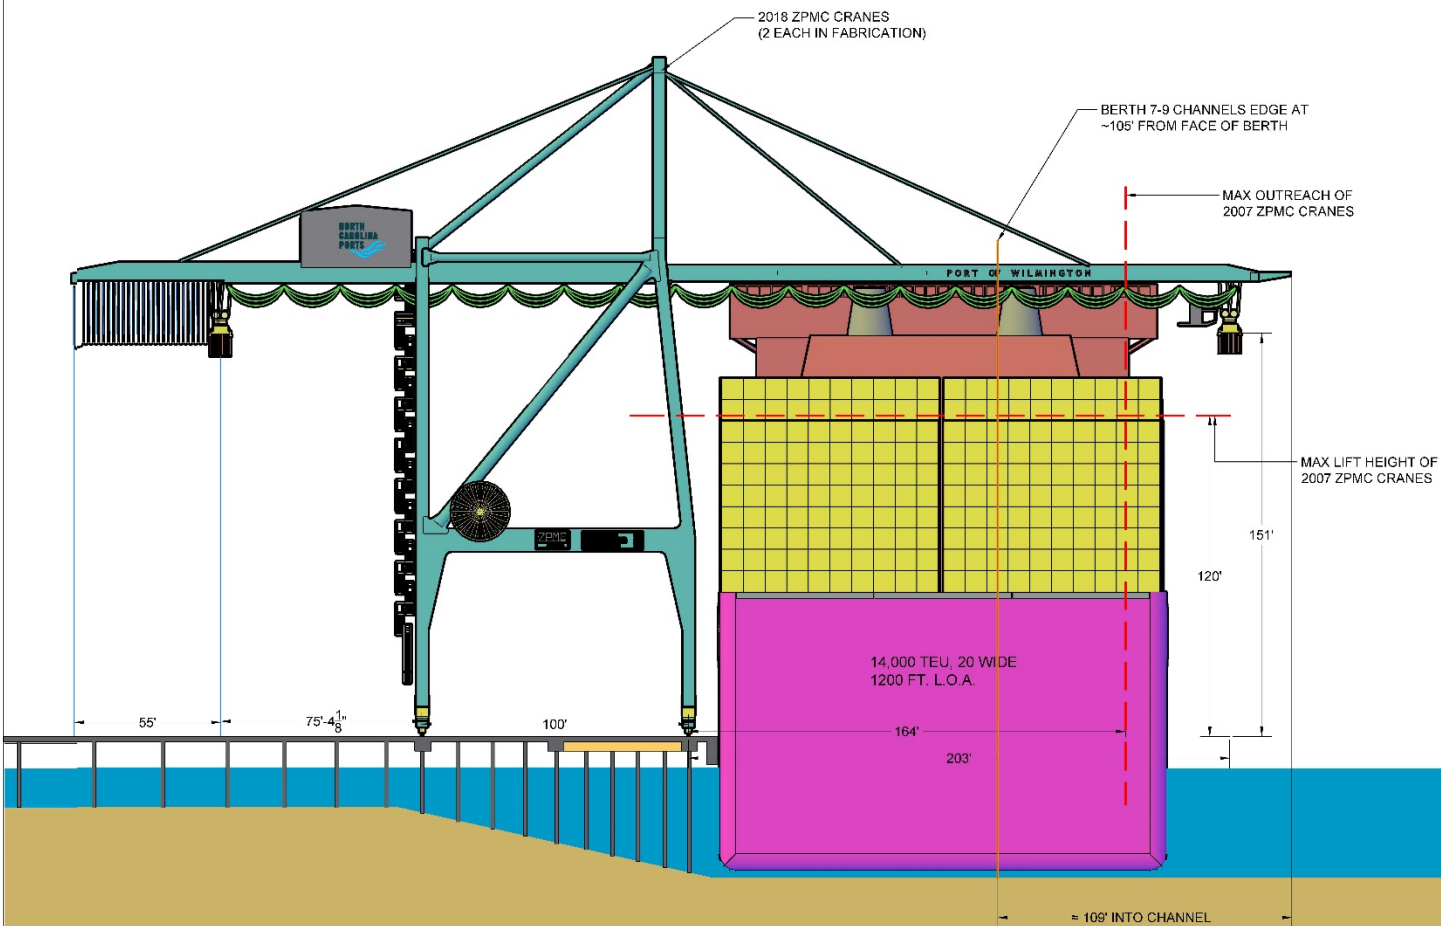 2018 ZPMC CRANES
(2 EACH IN FABRICATION)
BERTH 7-9 CHANNELS EDGE AT
~105' FROM FACE OF BERTH
MAX OUTREACH OF
2007 ZPMC CRANES
NORTH
CAROLINA
PORTS
PORT OF WILMINGTON
MAX LIFT HEIGHT OF
2007 ZPMC CRANES
151'
ZPMC
120'
14,000 TEU, 20 WIDE
1200 FT. L.O.A.
55'
75'-4 1/8"
100'
164'
203'
≈ 109' INTO CHANNEL